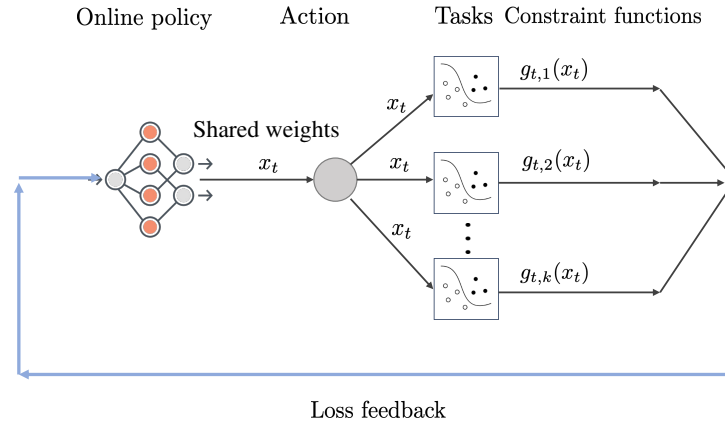 Online policy
Action
Tasks
Constraint functions
Shared weights
x_t
x_t
g_{t,1}(x_t)
x_t
g_{t,2}(x_t)
x_t
g_{t,k}(x_t)
Loss feedback